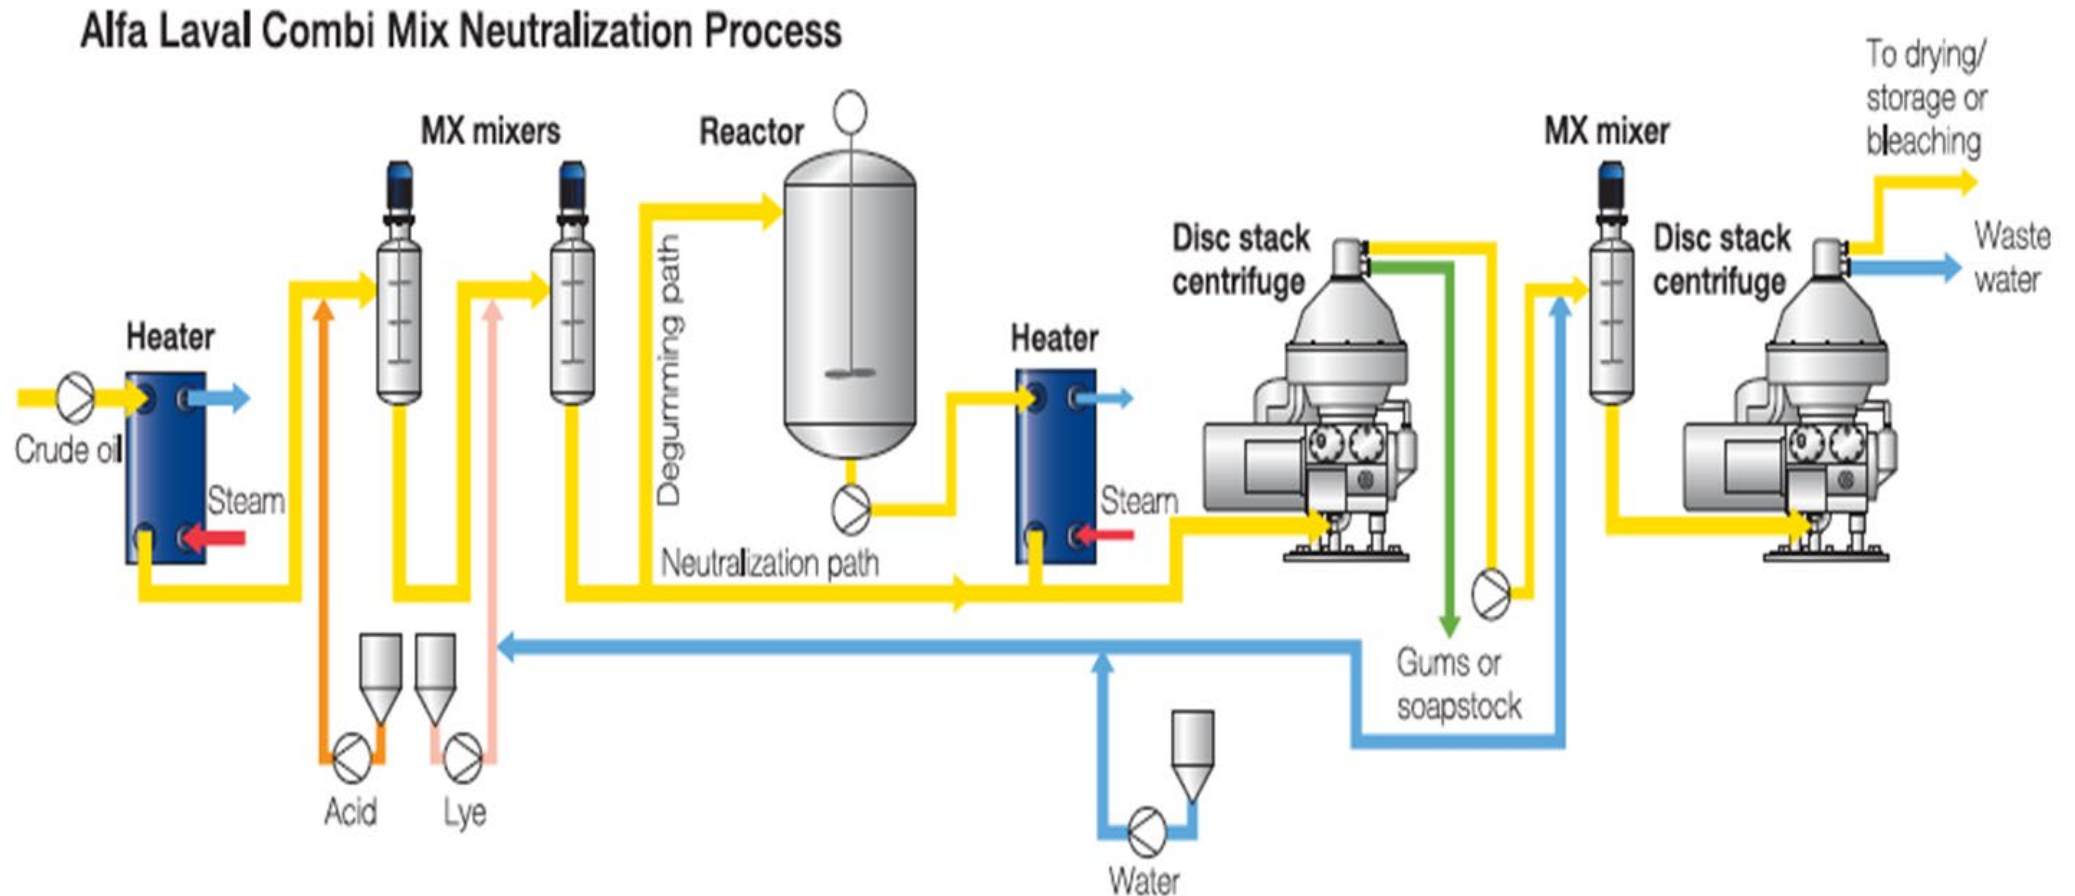 Alfa Laval Combi Mix Neutralization Process
To drying/
storage or
bleaching
MX mixers
Reactor
MX mixer
Disc stack
centrifuge
Disc stack
centrifuge
Waste
water
Heater
Heater
Degumming path
Crude oil
Steam
Steam
Neutralization path
Gums or
soapstock
Acid
Lye
Water